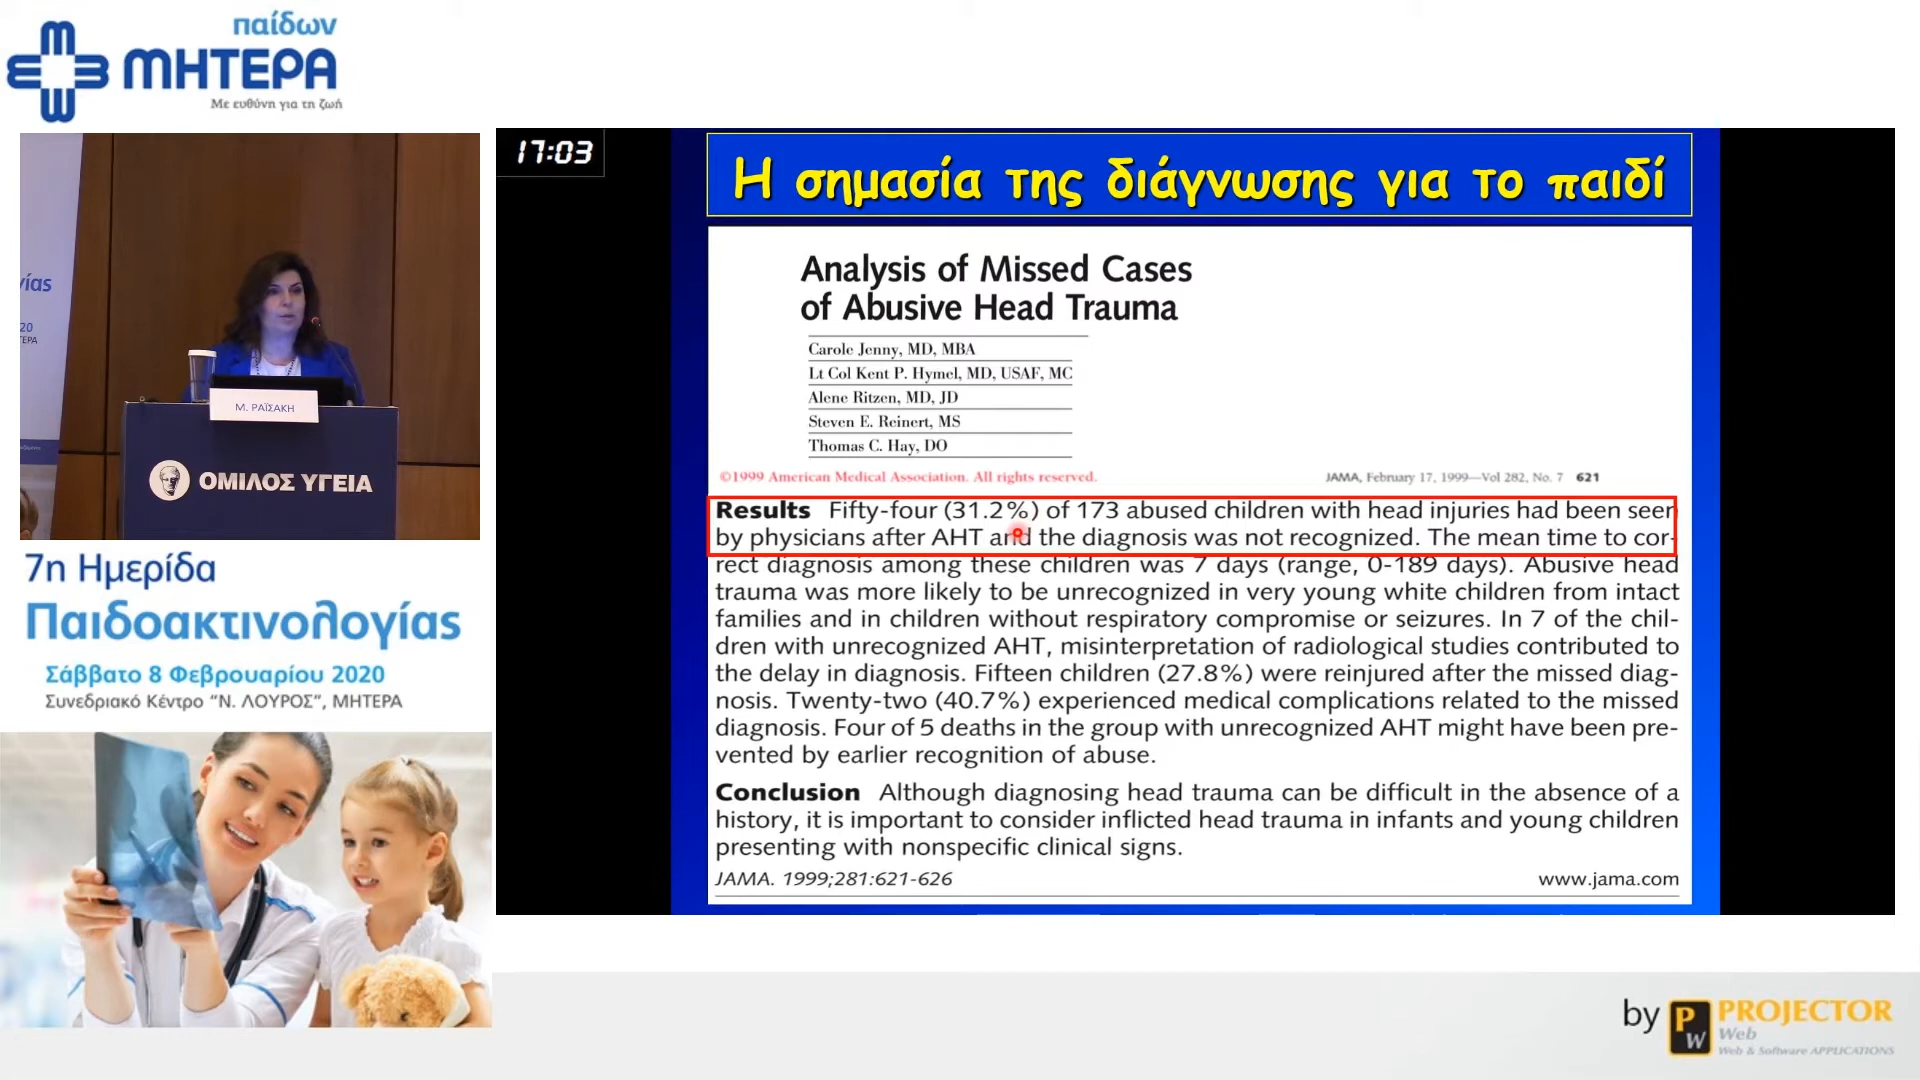 παίδων
ΜΗΤΕΡΑ
Με ευθύνη για τη ζωή
17:03
Η σημασία της διάγνωσης για το παιδί
Analysis of Missed Cases
of Abusive Head Trauma
Carole Jenny, MD, MBA
Lt Col Kent P. Hymel, MD, USAF, MC
Alene Ritzen, MD, JD
Steven E. Reinert, MS
Thomas C. Hay, DO
©1999 American Medical Association. All rights reserved.
JAMA, February 17, 1999—Vol 282, No. 7 621
Results Fifty-four (31.2%) of 173 abused children with head injuries had been seen
by physicians after AHT and the diagnosis was not recognized. The mean time to cor-
rect diagnosis among these children was 7 days (range, 0-189 days). Abusive head
trauma was more likely to be unrecognized in very young white children from intact
families and in children without respiratory compromise or seizures. In 7 of the chil-
dren with unrecognized AHT, misinterpretation of radiological studies contributed to
the delay in diagnosis. Fifteen children (27.8%) were reinjured after the missed diag-
nosis. Twenty-two (40.7%) experienced medical complications related to the missed
diagnosis. Four of 5 deaths in the group with unrecognized AHT might have been pre-
vented by earlier recognition of abuse.
Conclusion Although diagnosing head trauma can be difficult in the absence of a
history, it is important to consider inflicted head trauma in infants and young children
presenting with nonspecific clinical signs.
JAMA. 1999;281:621-626
www.jama.com
ίας
20
ΤΕΡΑ
Μ. ΡΑΪΣΑΚΗ
ΟΜΙΛΟΣ ΥΓΕΙΑ
7η Ημερίδα
Παιδοακτινολογίας
Σάββατο 8 Φεβρουαρίου 2020
Συνεδριακό Κέντρο “Ν. ΛΟΥΡΟΣ”, ΜΗΤΕΡΑ
by PW PROJECTOR
Web
Web & Software APPLICATIONS